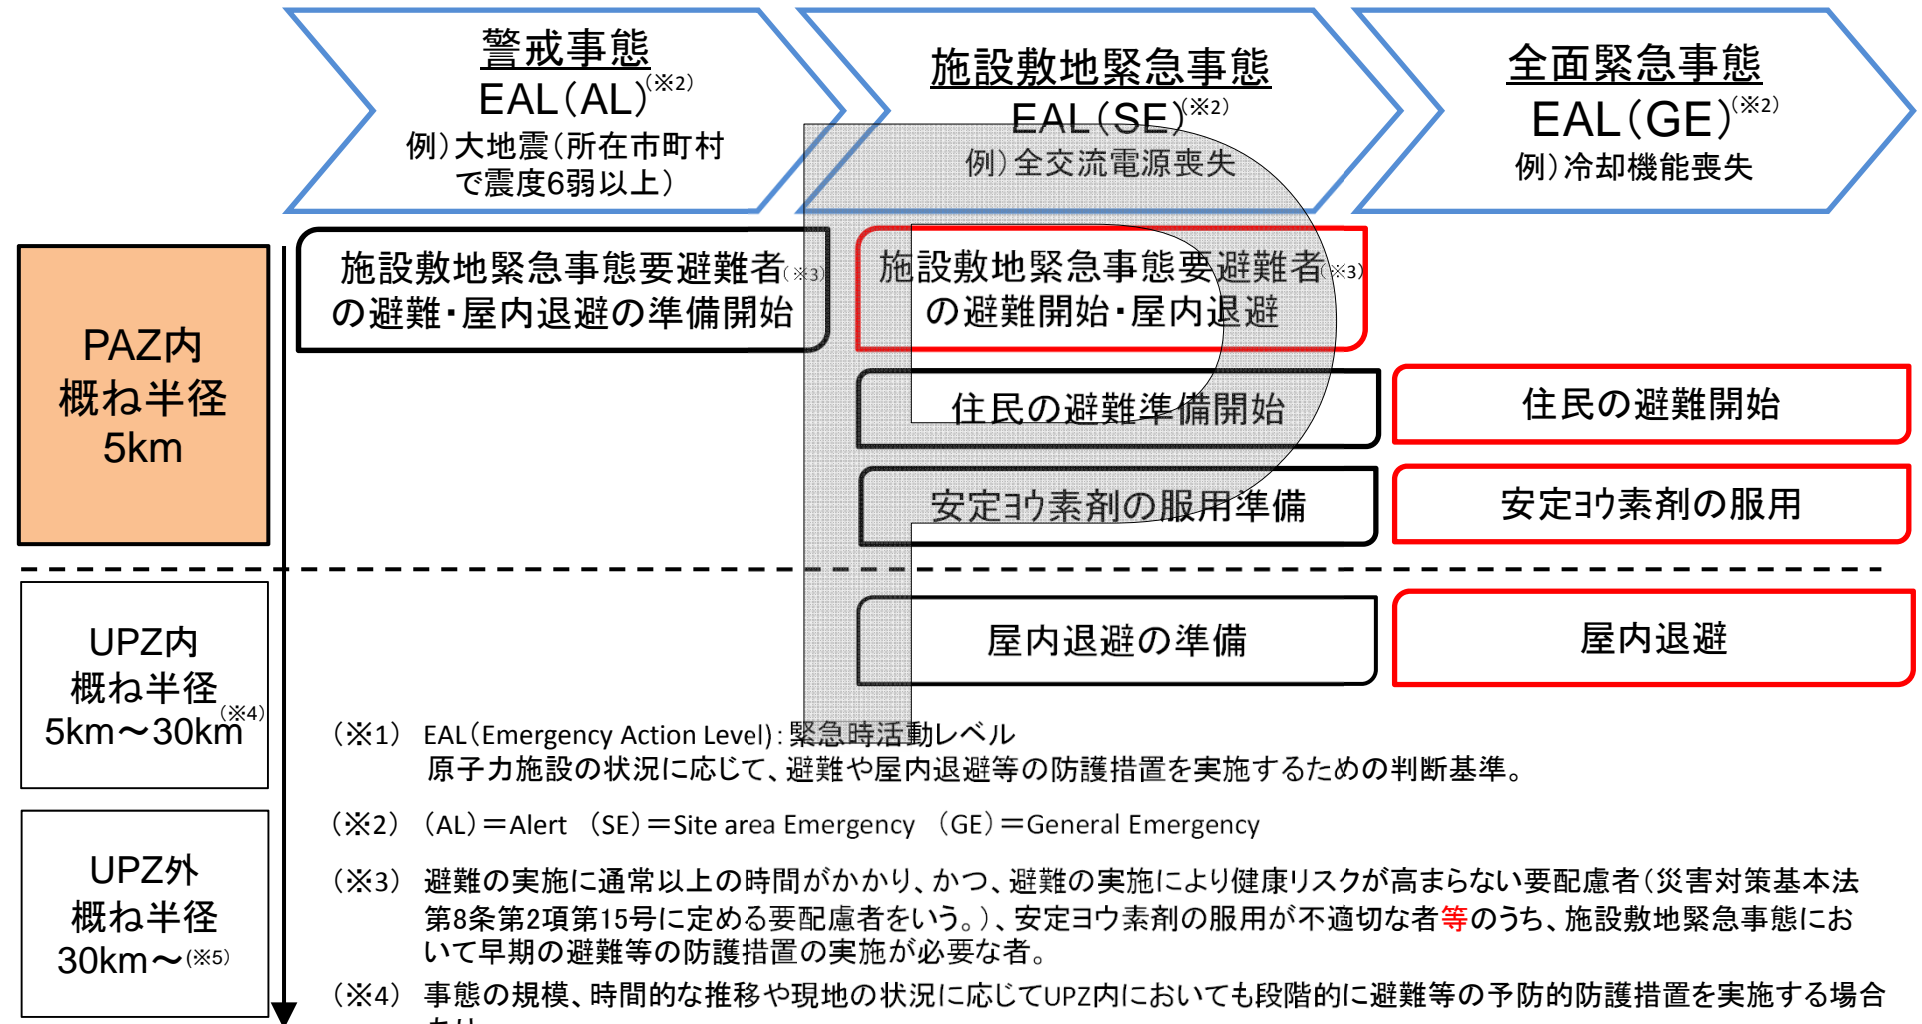 警戒事態
EAL(AL)(※2)
例)大地震(所在市町村
で震度6弱以上)
施設敷地緊急事態
EAL(SE)(※2)
例)全交流電源喪失
全面緊急事態
EAL(GE)(※2)
例)冷却機能喪失
PAZ内
概ね半径
5km
施設敷地緊急事態要避難者(※3)
の避難・屋内退避の準備開始
施設敷地緊急事態要避難者(※3)
の避難開始・屋内退避
住民の避難準備開始
住民の避難開始
安定ヨウ素剤の服用準備
安定ヨウ素剤の服用
UPZ内
概ね半径
5km~30km(※4)
屋内退避の準備
屋内退避
UPZ外
概ね半径
30km~(※5)
(※1) EAL(Emergency Action Level):緊急時活動レベル
原子力施設の状況に応じて、避難や屋内退避等の防護措置を実施するための判断基準。
(※2) (AL)=Alert (SE)=Site area Emergency (GE)=General Emergency
(※3) 避難の実施に通常以上の時間がかかり、かつ、避難の実施により健康リスクが高まらない要配慮者(災害対策基本法
第8条第2項第15号に定める要配慮者をいう。)、安定ヨウ素剤の服用が不適切な者等のうち、施設敷地緊急事態にお
いて早期の避難等の防護措置の実施が必要な者。
(※4) 事態の規模、時間的な推移や現地の状況に応じてUPZ内においても段階的に避難等の予防的防護措置を実施する場合
P